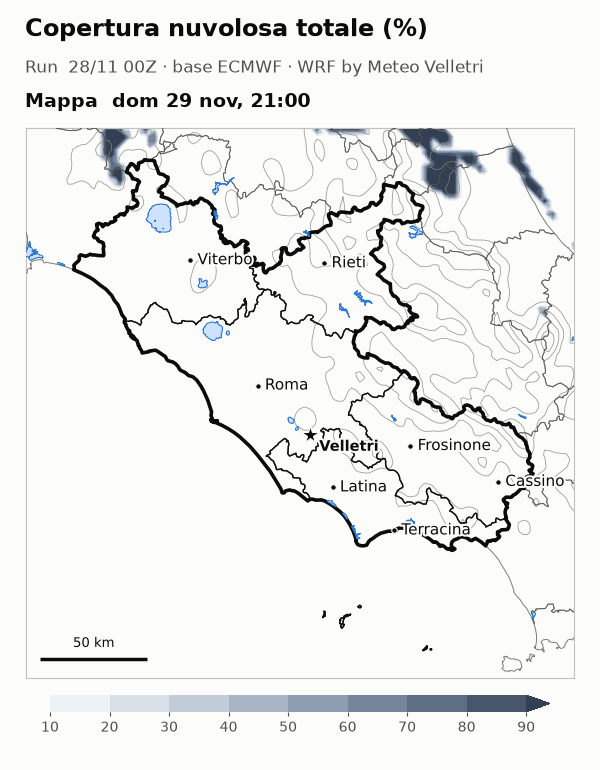 Copertura nuvolosa totale (%)
Run 28/11 00Z · base ECMWF · WRF by Meteo Velletri
Mappa dom 29 nov, 21:00
Viterbo
Rieti
Roma
Velletri
Frosinone
Cassino
Latina
Terracina
50 km
10 20 30 40 50 60 70 80 90